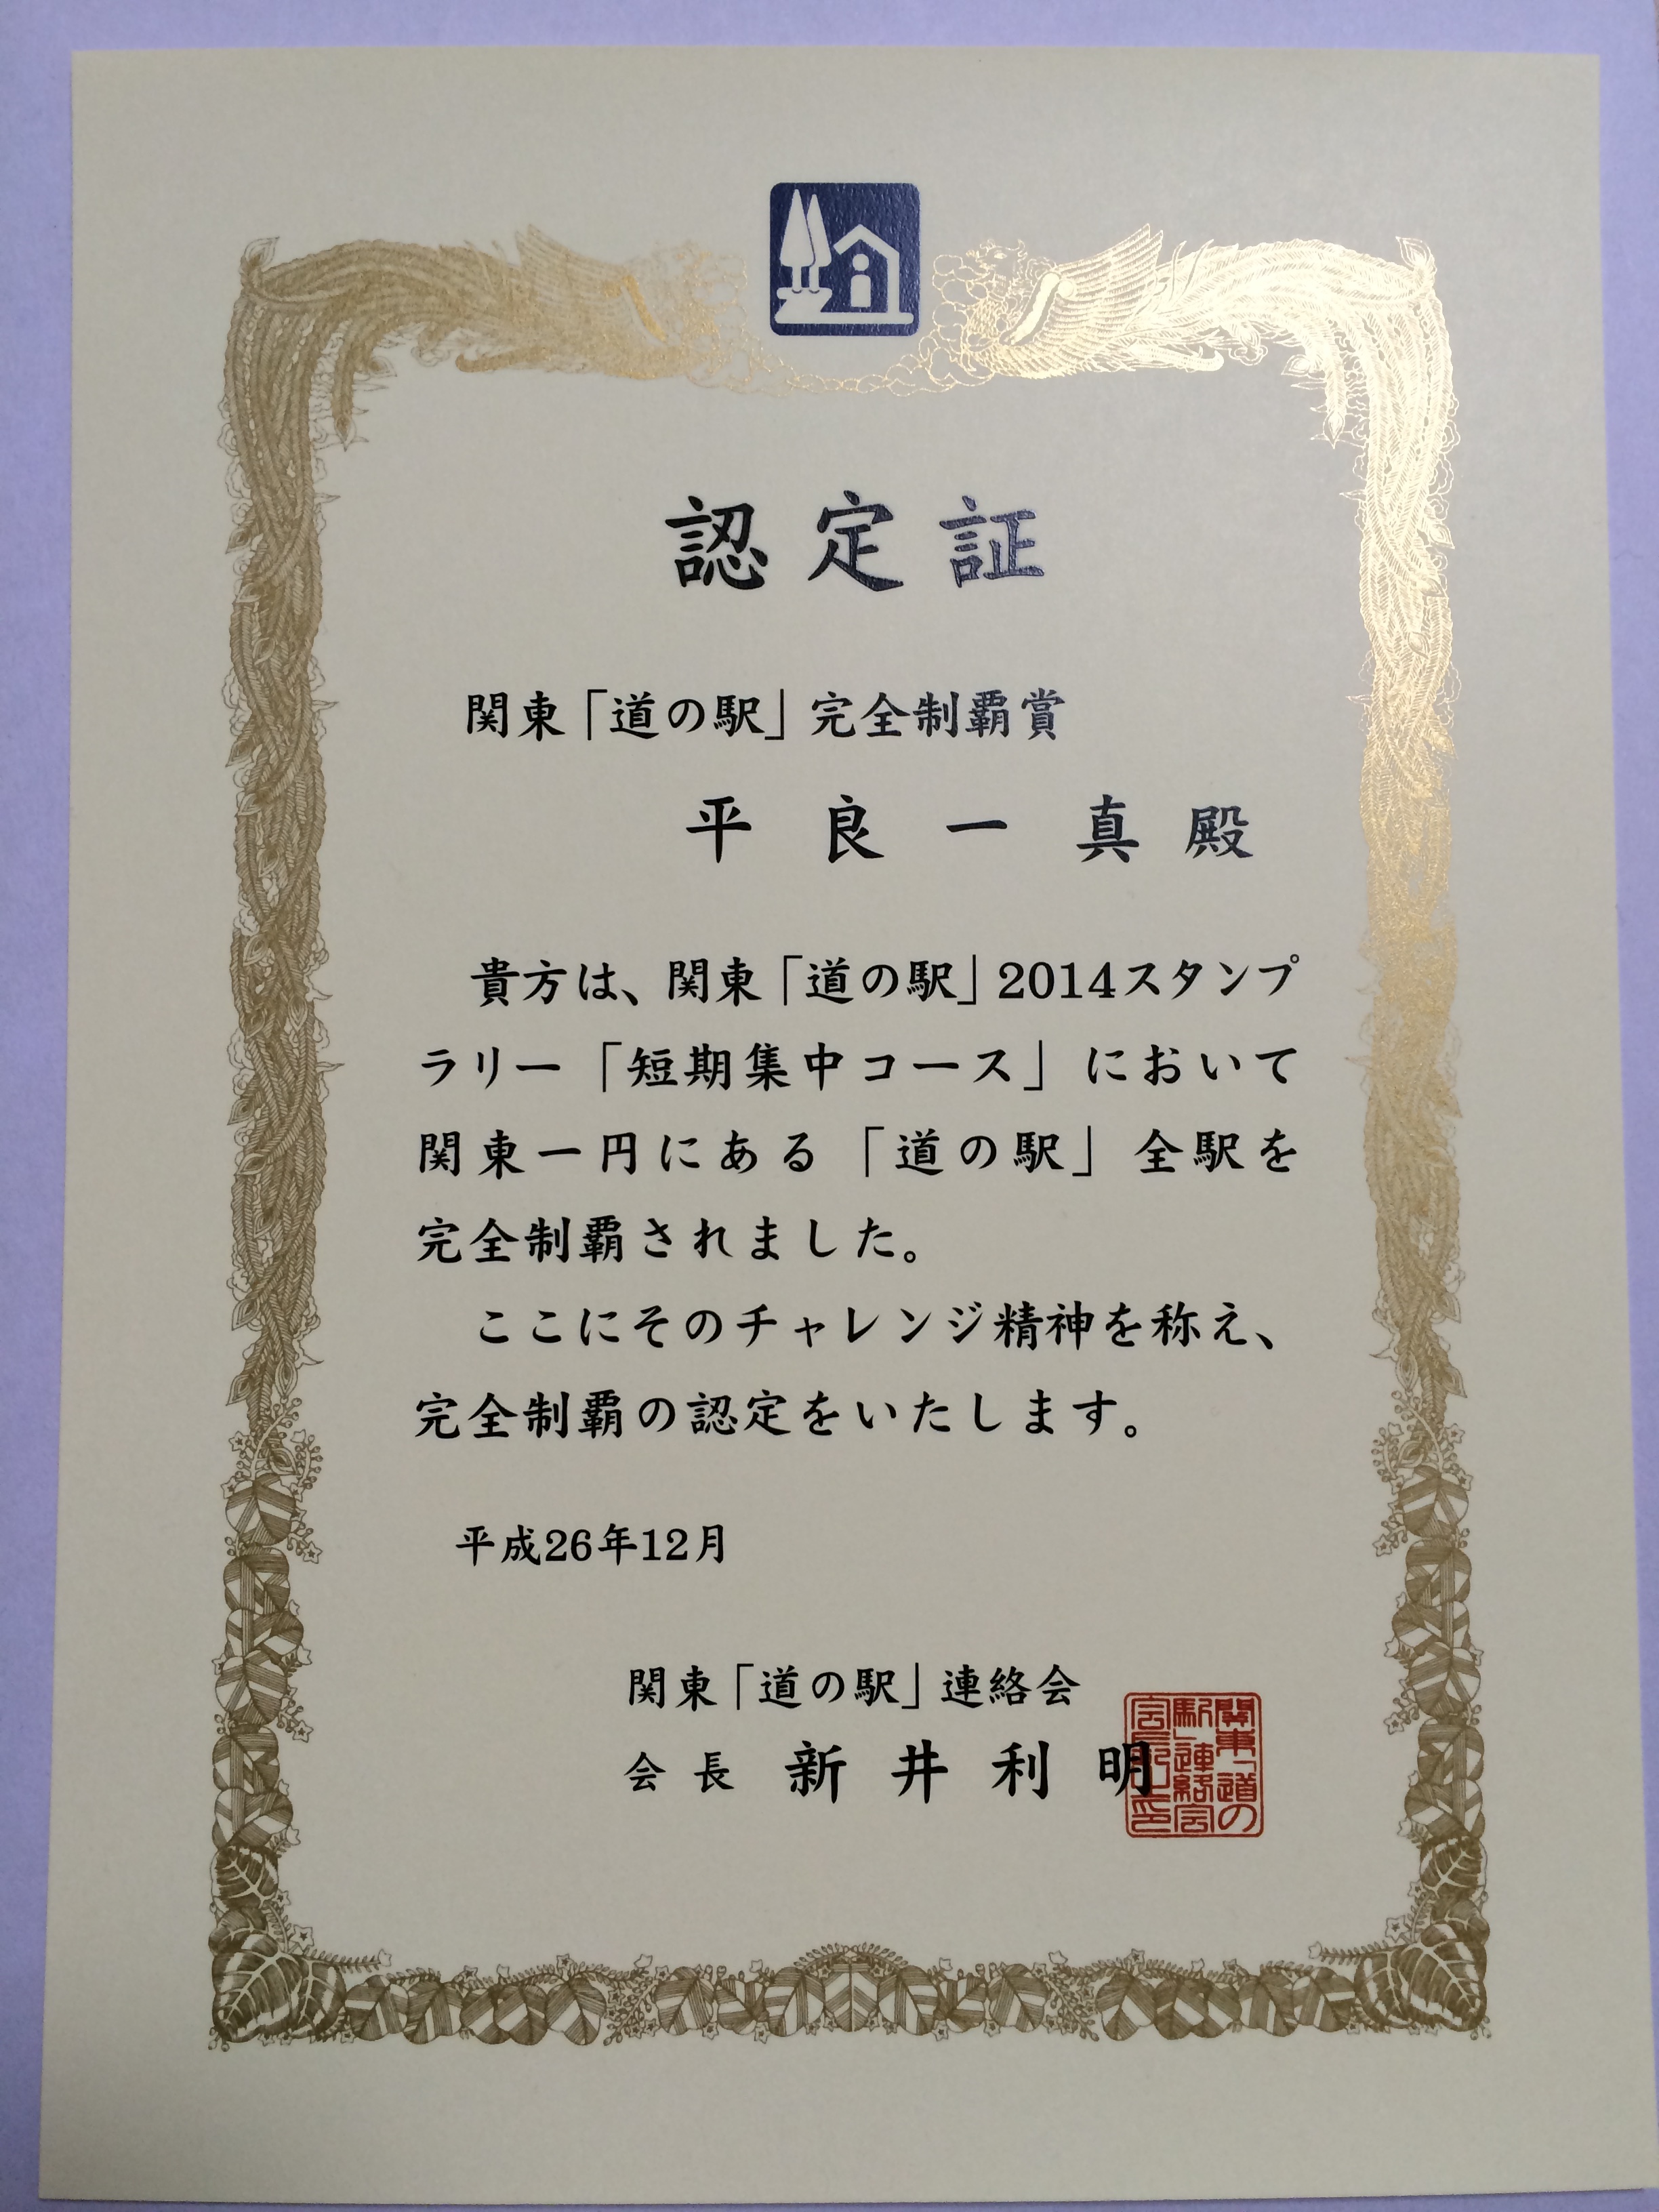 認定証
関東「道の駅」完全制覇賞
平良一真殿
貴方は、関東「道の駅」2014スタンプ
ラリー「短期集中コース」において
関東一円にある「道の駅」全駅を
完全制覇されました。
ここにそのチャレンジ精神を称え、
完全制覇の認定をいたします。
平成26年12月
関東「道の駅」連絡会
会長 新井利明
関東「道の
駅」連絡会